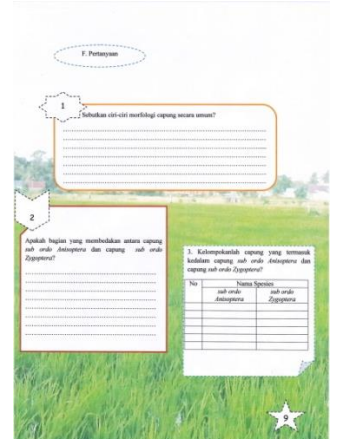 F. Pertanyaan
1
Sebutkan ciri-ciri morfologi capung secara umum?
2
Apakah bagian yang membedakan antara capung
sub ordo Anisoptera dan capung sub ordo
Zygoptera?
3. Kelompokanlah capung yang termasuk
kedalam capung sub ordo Anisoptera dan
capung sub ordo Zygoptera?
No Nama Spesies
sub ordo Anisoptera sub ordo Zygoptera
9